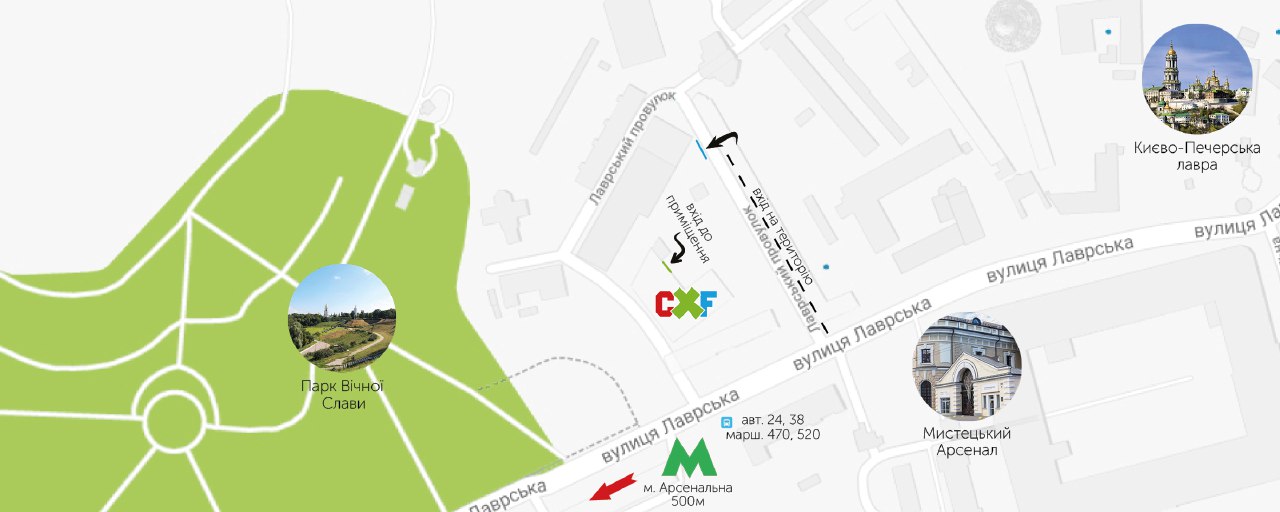 Києво-Печерська
лавра
Лаврський провулок
вхід до
приміщення
вхід на територію
Лаврський провулок
CXF
вулиця Лаврська
вулиця Лаврська
вулиця Лаврська
вулиця Лаврська
Лаврська
Парк Вічної
Слави
авт. 24, 38
марш. 470, 520
М
м. Арсенальна
500м
Мистецький
Арсенал